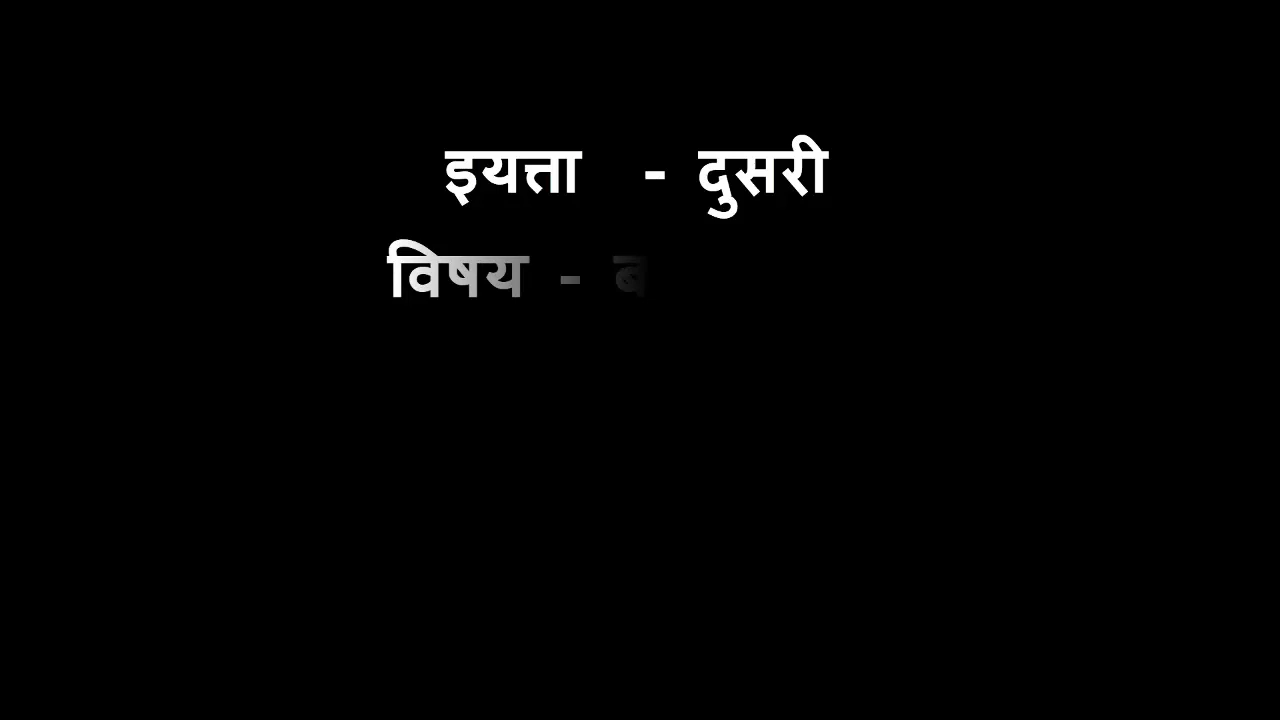 इयत्ता - दुसरी
विषय -